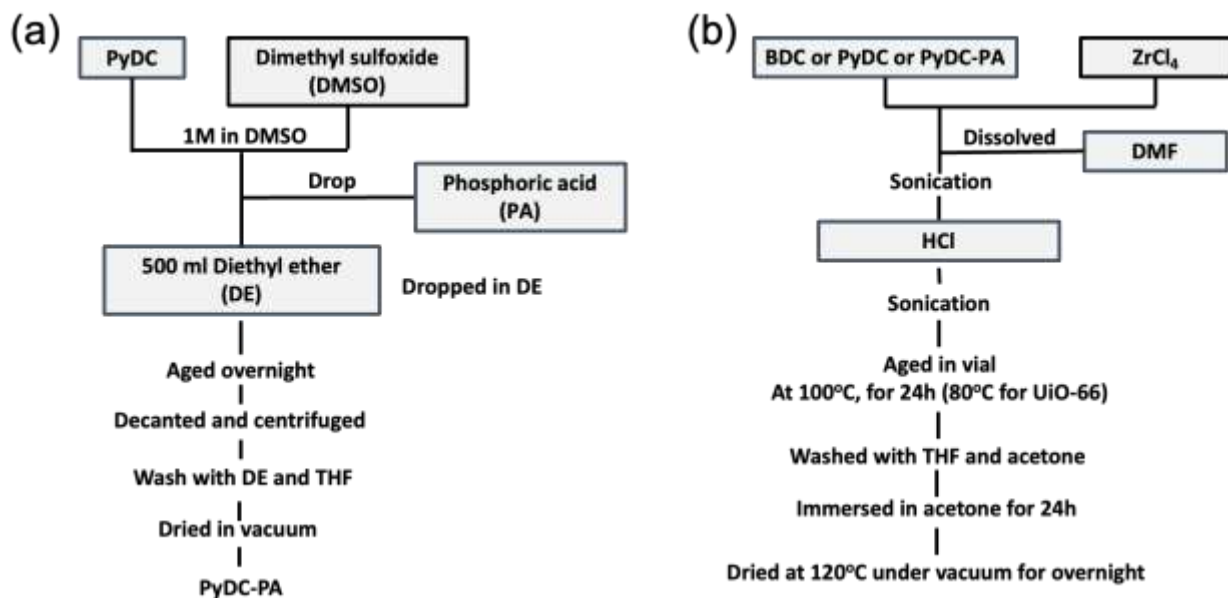 (a)
PyDC
Dimethyl sulfoxide
(DMSO)
1M in DMSO
Drop
Phosphoric acid
(PA)
500 ml Diethyl ether
(DE)
Dropped in DE
Aged overnight
Decanted and centrifuged
Wash with DE and THF
Dried in vacuum
PyDC-PA
(b)
BDC or PyDC or PyDC-PA
ZrCl₄
Dissolved
DMF
Sonication
HCl
Sonication
Aged in vial
At 100°C, for 24h (80°C for UiO-66)
Washed with THF and acetone
Immersed in acetone for 24h
Dried at 120°C under vacuum for overnight